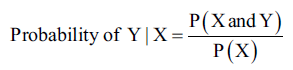 Probability of Y | X = P(X and Y) / P(X)